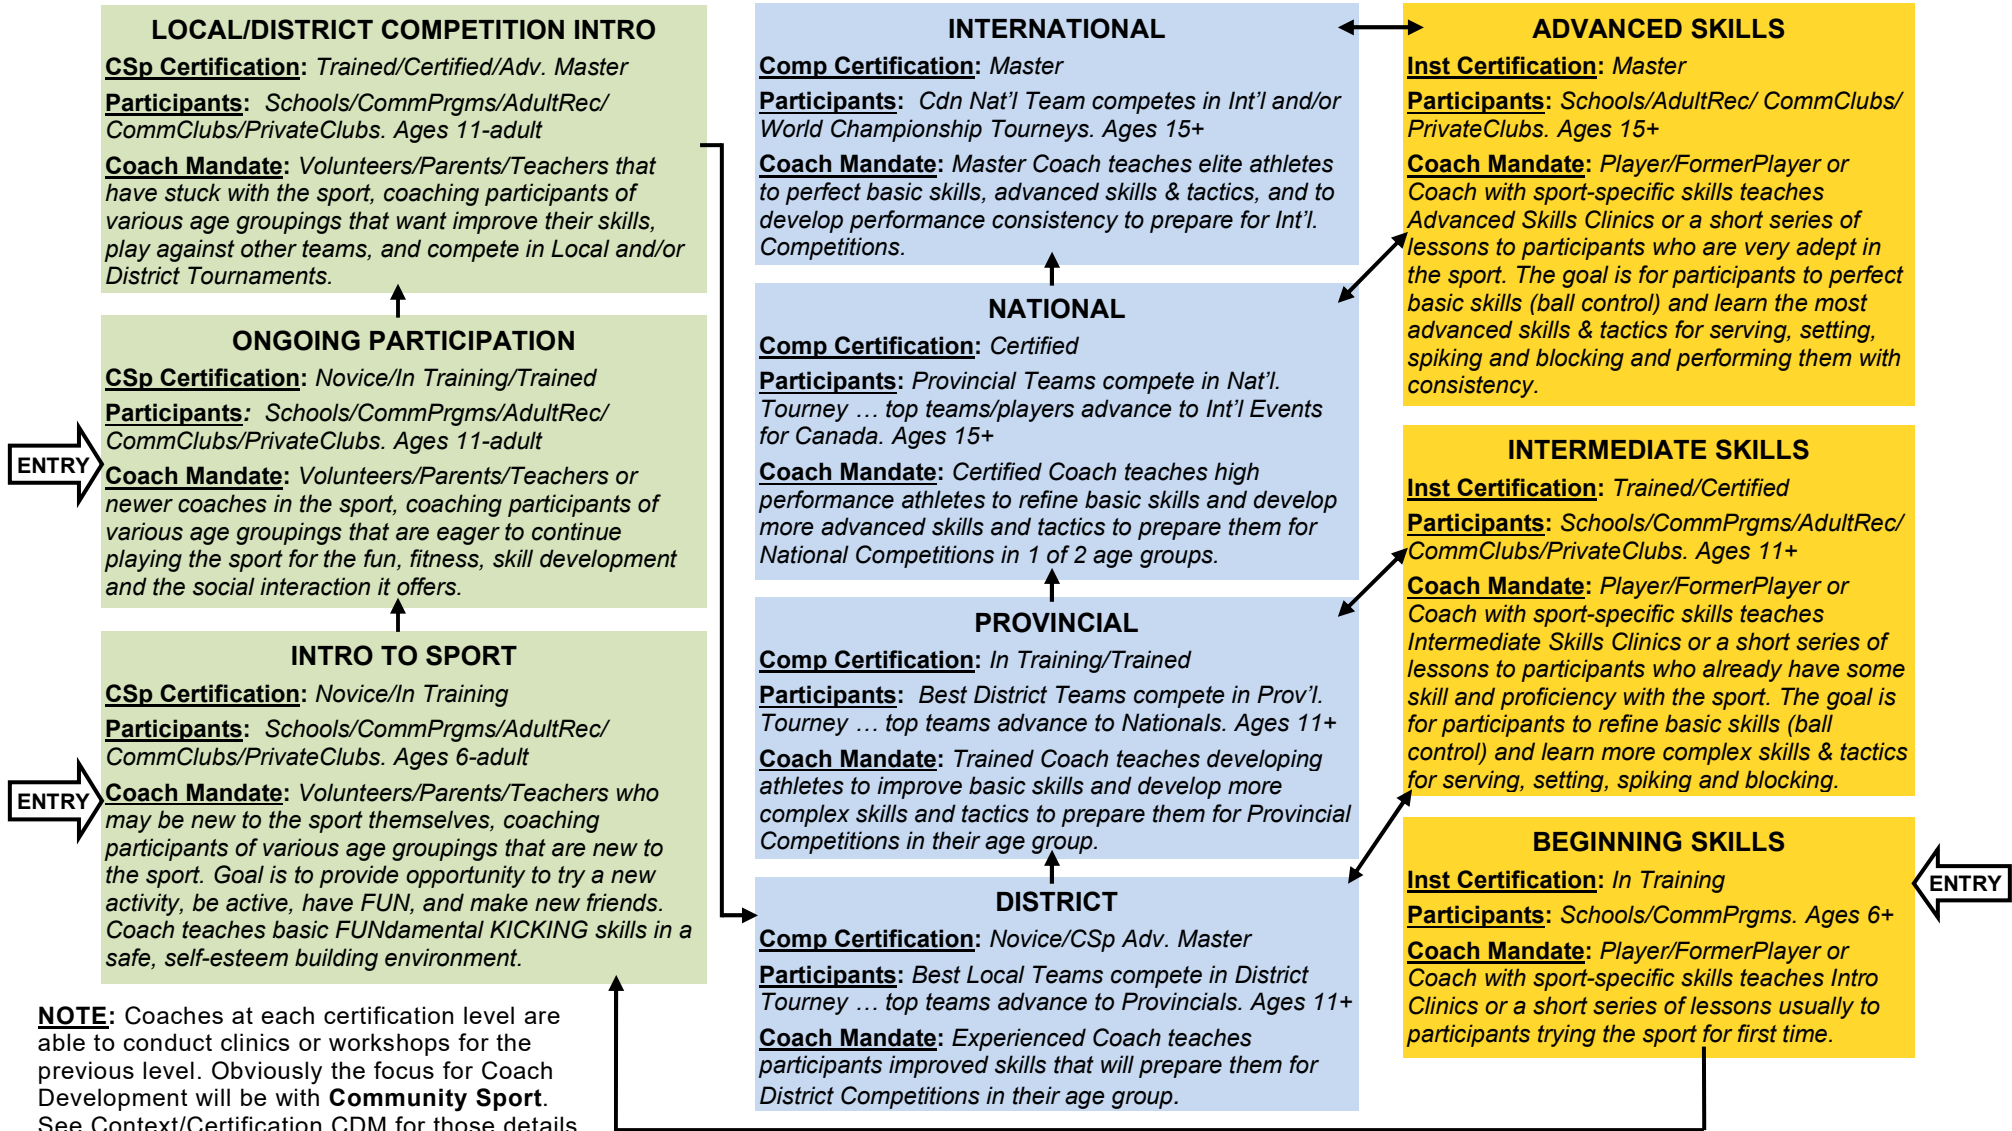 LOCAL/DISTRICT COMPETITION INTRO
CSp Certification: Trained/Certified/Adv. Master
Participants: Schools/CommPrgms/AdultRec/
CommClubs/PrivateClubs. Ages 11-adult
Coach Mandate: Volunteers/Parents/Teachers that
have stuck with the sport, coaching participants of
various age groupings that want improve their skills,
play against other teams, and compete in Local and/or
District Tournaments.
ONGOING PARTICIPATION
CSp Certification: Novice/In Training/Trained
Participants: Schools/CommPrgms/AdultRec/
CommClubs/PrivateClubs. Ages 11-adult
ENTRY
Coach Mandate: Volunteers/Parents/Teachers or
newer coaches in the sport, coaching participants of
various age groupings that are eager to continue
playing the sport for the fun, fitness, skill development
and the social interaction it offers.
INTRO TO SPORT
CSp Certification: Novice/In Training
Participants: Schools/CommPrgms/AdultRec/
CommClubs/PrivateClubs. Ages 6-adult
ENTRY
Coach Mandate: Volunteers/Parents/Teachers who
may be new to the sport themselves, coaching
participants of various age groupings that are new to
the sport. Goal is to provide opportunity to try a new
activity, be active, have FUN, and make new friends.
Coach teaches basic FUNdamental KICKING skills in a
safe, self-esteem building environment.
NOTE: Coaches at each certification level are
able to conduct clinics or workshops for the
previous level. Obviously the focus for Coach
Development will be with Community Sport.
See Context/Certification CDM for those details
INTERNATIONAL
Comp Certification: Master
Participants: Cdn Nat'l Team competes in Int'l and/or
World Championship Tourneys. Ages 15+
Coach Mandate: Master Coach teaches elite athletes
to perfect basic skills, advanced skills & tactics, and to
develop performance consistency to prepare for Int'l.
Competitions.
NATIONAL
Comp Certification: Certified
Participants: Provincial Teams compete in Nat'l.
Tourney … top teams/players advance to Int'l Events
for Canada. Ages 15+
Coach Mandate: Certified Coach teaches high
performance athletes to refine basic skills and develop
more advanced skills and tactics to prepare them for
National Competitions in 1 of 2 age groups.
PROVINCIAL
Comp Certification: In Training/Trained
Participants: Best District Teams compete in Prov'l.
Tourney … top teams advance to Nationals. Ages 11+
Coach Mandate: Trained Coach teaches developing
athletes to improve basic skills and develop more
complex skills and tactics to prepare them for Provincial
Competitions in their age group.
DISTRICT
Comp Certification: Novice/CSp Adv. Master
Participants: Best Local Teams compete in District
Tourney … top teams advance to Provincials. Ages 11+
Coach Mandate: Experienced Coach teaches
participants improved skills that will prepare them for
District Competitions in their age group.
ADVANCED SKILLS
Inst Certification: Master
Participants: Schools/AdultRec/ CommClubs/
PrivateClubs. Ages 15+
Coach Mandate: Player/FormerPlayer or
Coach with sport-specific skills teaches
Advanced Skills Clinics or a short series of
lessons to participants who are very adept in
the sport. The goal is for participants to perfect
basic skills (ball control) and learn the most
advanced skills & tactics for serving, setting,
spiking and blocking and performing them with
consistency.
INTERMEDIATE SKILLS
Inst Certification: Trained/Certified
Participants: Schools/CommPrgms/AdultRec/
CommClubs/PrivateClubs. Ages 11+
Coach Mandate: Player/FormerPlayer or
Coach with sport-specific skills teaches
Intermediate Skills Clinics or a short series of
lessons to participants who already have some
skill and proficiency with the sport. The goal is
for participants to refine basic skills (ball
control) and learn more complex skills & tactics
for serving, setting, spiking and blocking.
BEGINNING SKILLS
Inst Certification: In Training
ENTRY
Participants: Schools/CommPrgms. Ages 6+
Coach Mandate: Player/FormerPlayer or
Coach with sport-specific skills teaches Intro
Clinics or a short series of lessons usually to
participants trying the sport for first time.